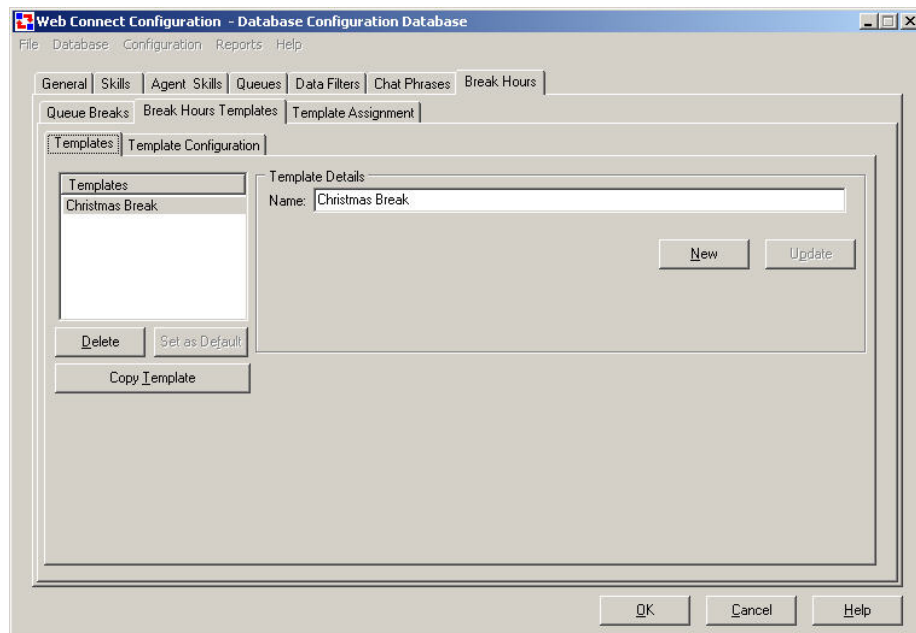 Web Connect Configuration - Database Configuration Database
File Database Configuration Reports Help
General Skills Agent Skills Queues Data Filters Chat Phrases Break Hours
Queue Breaks Break Hours Templates Template Assignment
Templates Template Configuration
Templates
Christmas Break
Template Details
Name: Christmas Break
New Update
Delete Set as Default
Copy Template
OK Cancel Help